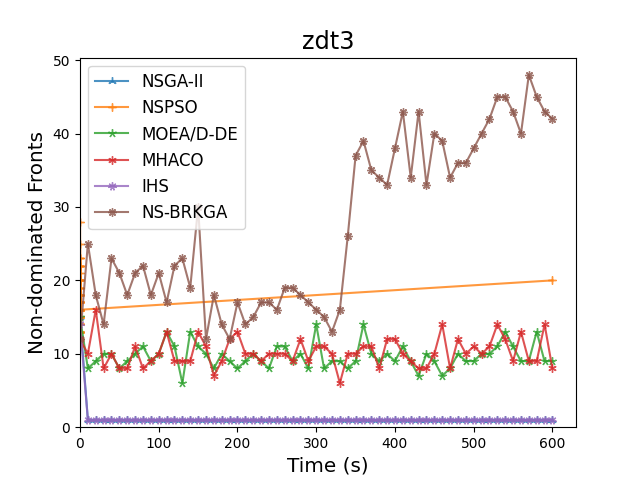 zdt3
50
40
30
20
10
0
Non-dominated Fronts
NSGA-II
NSPSO
MOEA/D-DE
MHACO
IHS
NS-BRKGA
0 100 200 300 400 500 600
Time (s)